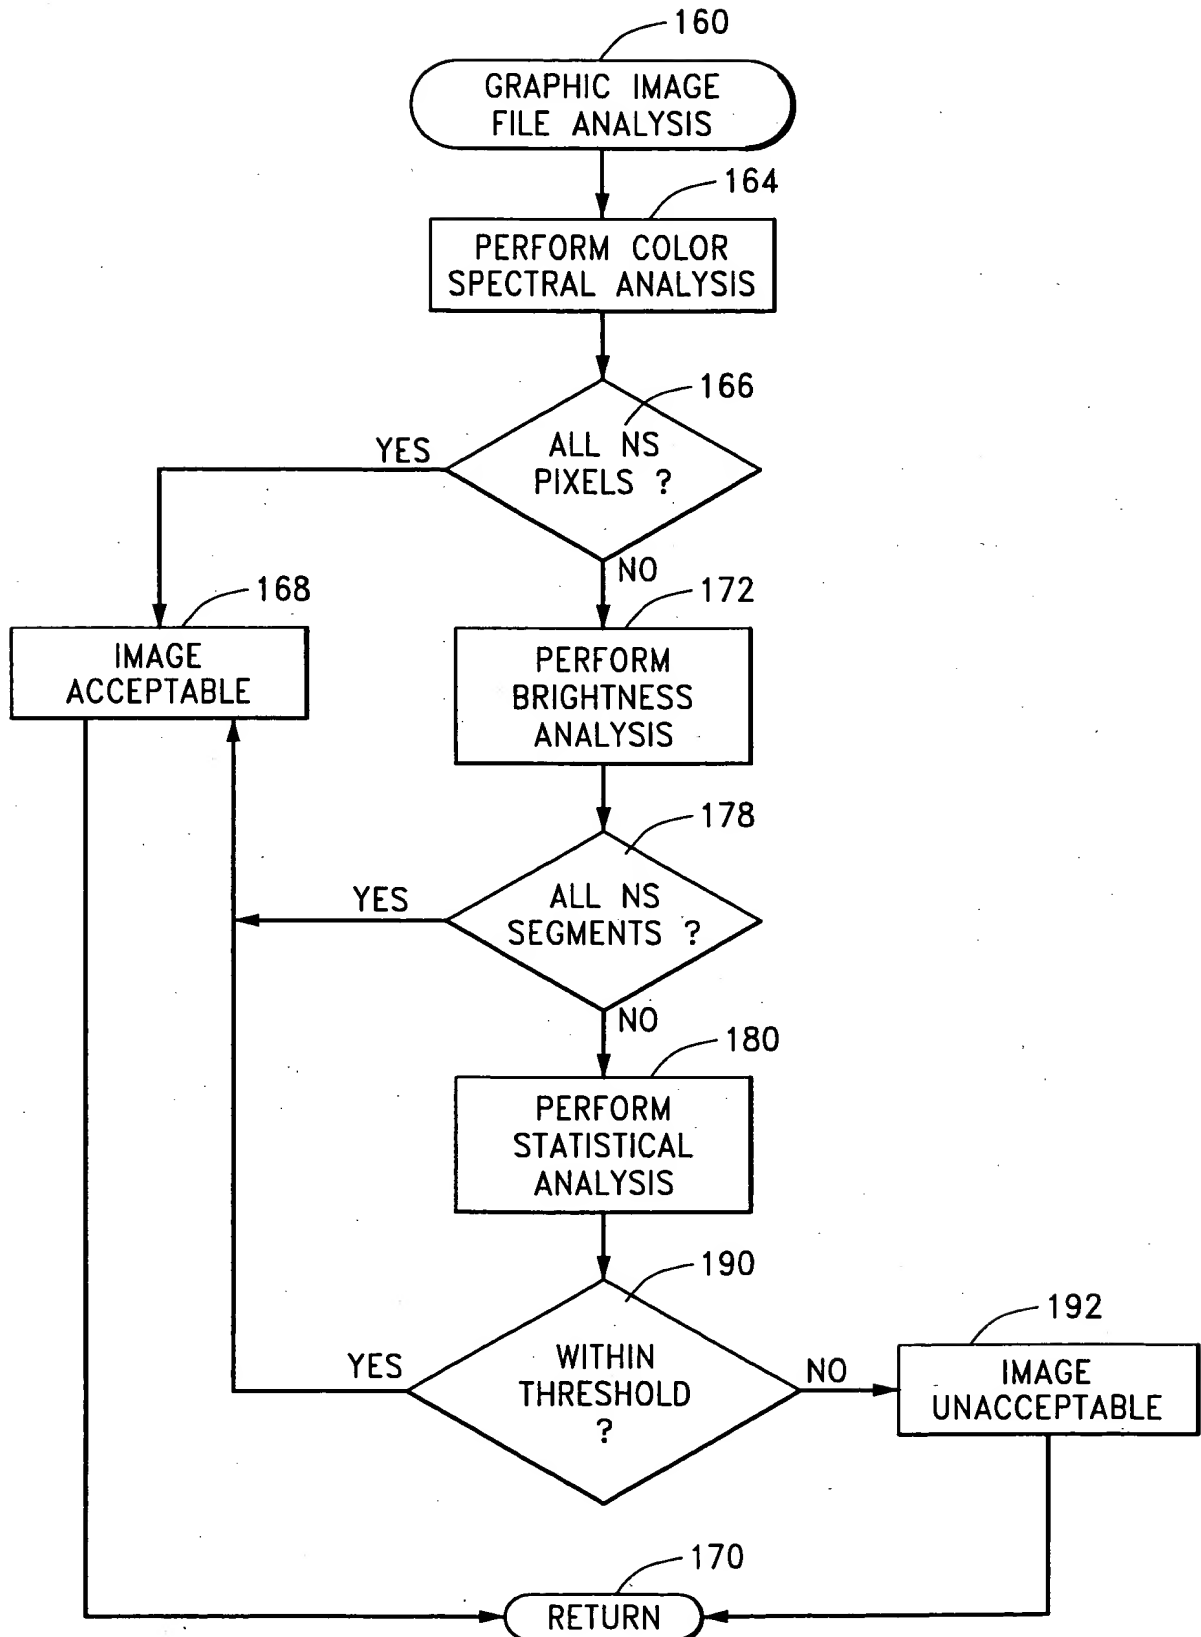 160
GRAPHIC IMAGE
FILE ANALYSIS
164
PERFORM COLOR
SPECTRAL ANALYSIS
166
ALL NS
PIXELS ?
YES
NO
168
IMAGE
ACCEPTABLE
172
PERFORM
BRIGHTNESS
ANALYSIS
178
ALL NS
SEGMENTS ?
YES
NO
180
PERFORM
STATISTICAL
ANALYSIS
190
WITHIN
THRESHOLD
?
YES
NO
192
IMAGE
UNACCEPTABLE
170
RETURN